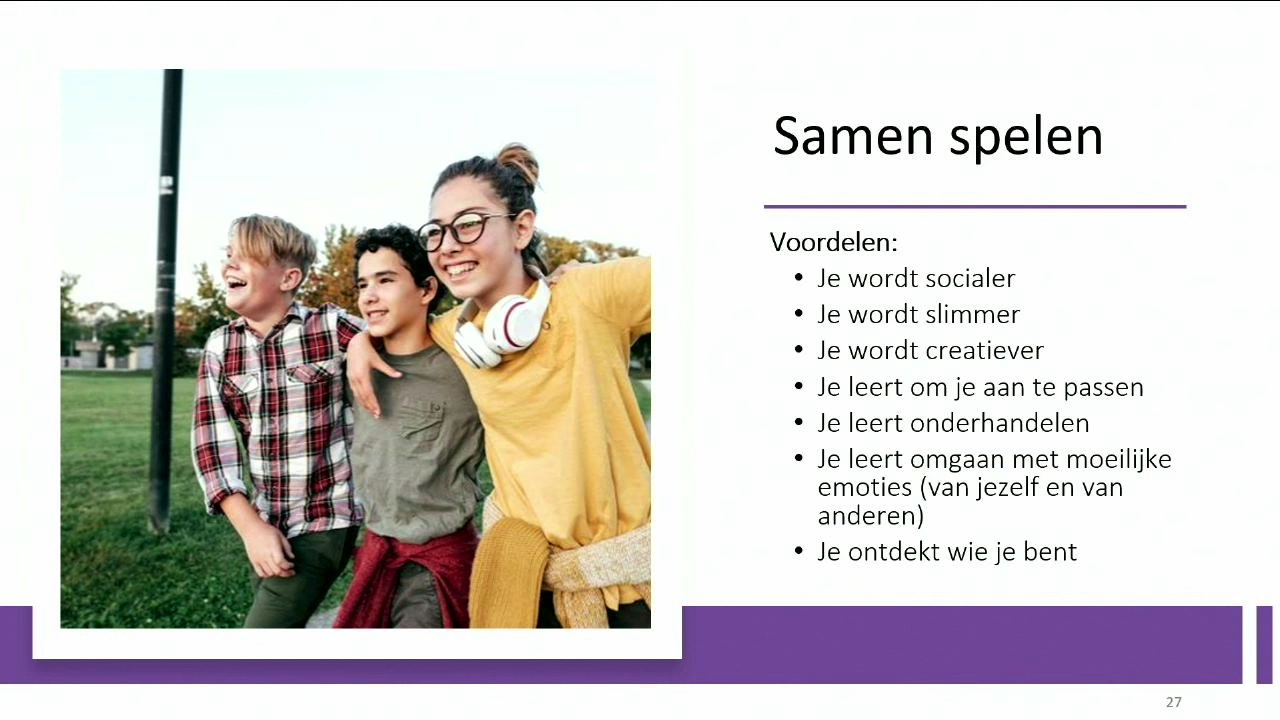 Samen spelen
Voordelen:
• Je wordt socialer
• Je wordt slimmer
• Je wordt creatiever
• Je leert om je aan te passen
• Je leert onderhandelen
• Je leert omgaan met moeilijke
emoties (van jezelf en van
anderen)
• Je ontdekt wie je bent
27